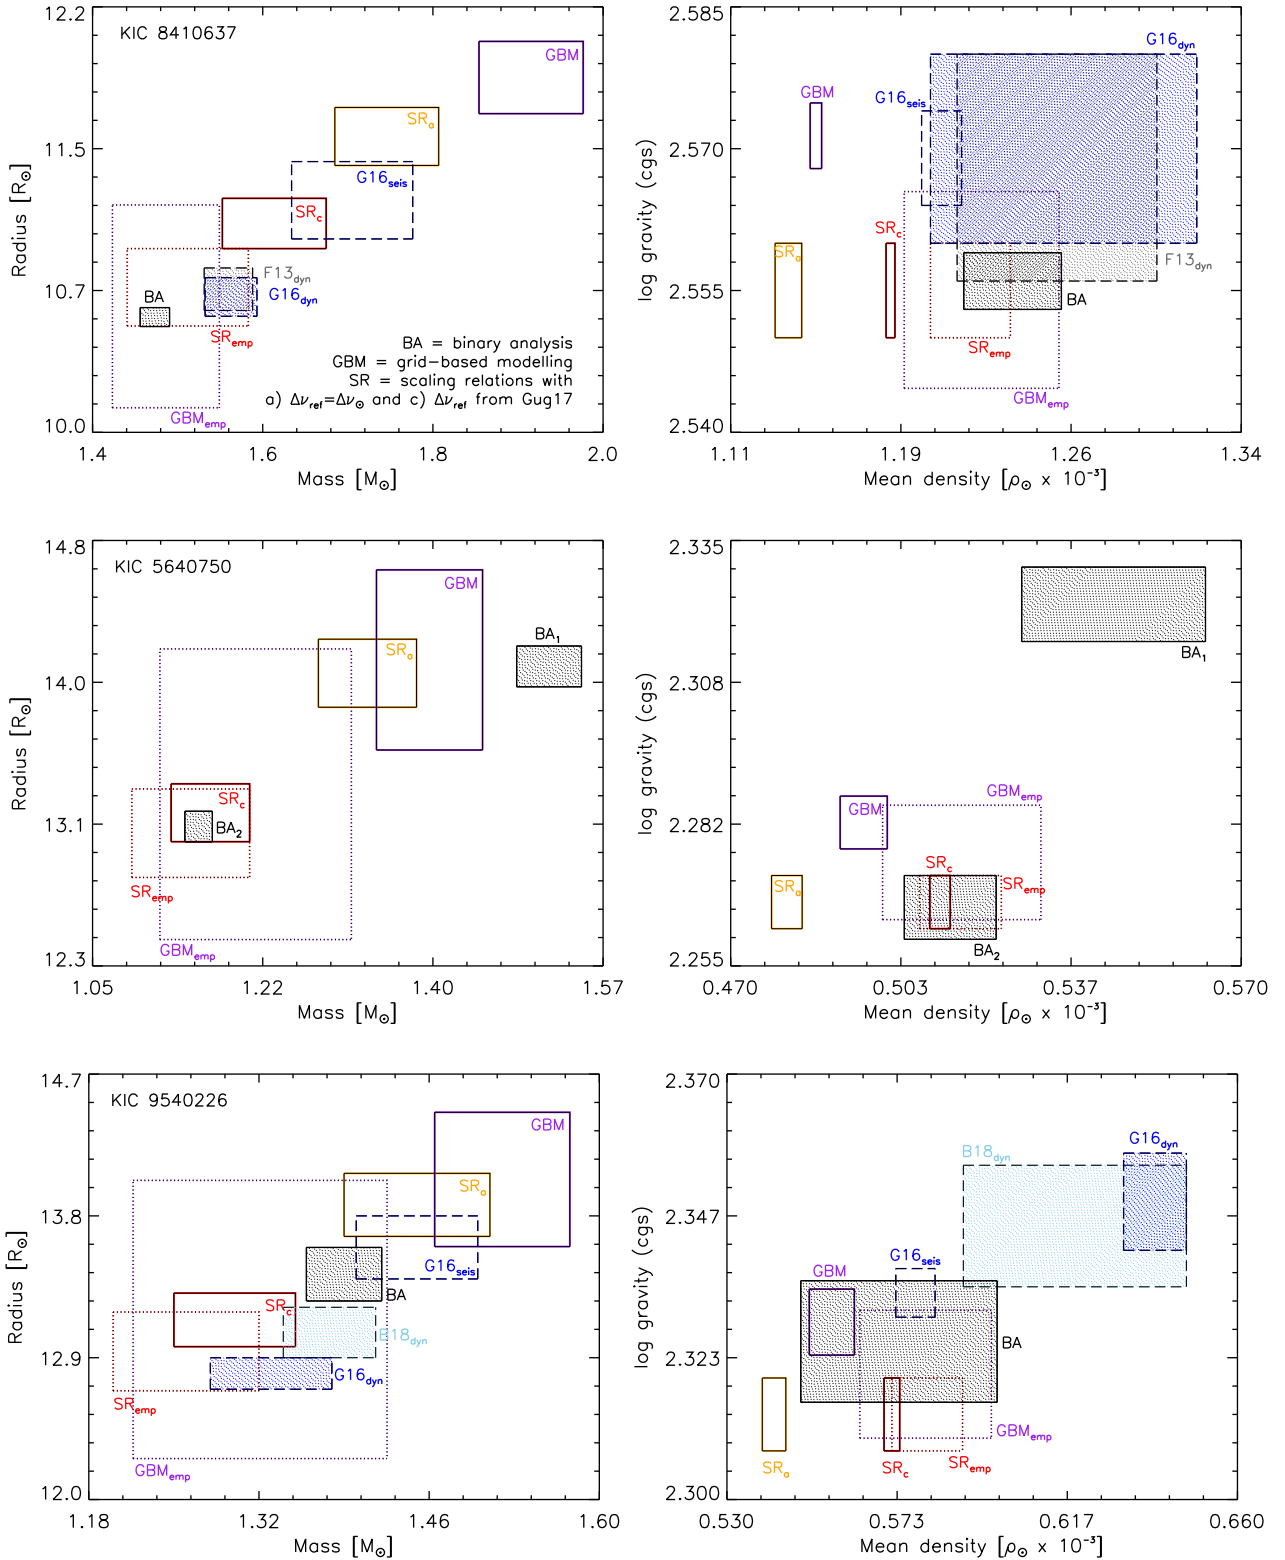 12.2
KIC 8410637
GBM
SRa
11.5
G16seis
SRc
Radius [R⊙]
F13dyn
10.7
G16dyn
BA
SRemp
BA = binary analysis
GBM = grid-based modelling
SR = scaling relations with
a) Δνref=Δν⊙ and c) Δνref from Gug17
GBMemp
10.0
1.4 1.6 1.8 2.0
Mass [M⊙]
2.585
G16dyn
GBM
G16seis
2.570
log gravity (cgs)
SRc
SRa
F13dyn
2.555
BA
SRemp
GBMemp
2.540
1.11 1.19 1.26 1.34
Mean density [ρ⊙ x 10⁻³]
14.8
KIC 5640750
GBM
BA1
SRa
14.0
Radius [R⊙]
SRc
13.1
BA2
SRemp
GBMemp
12.3
1.05 1.22 1.40 1.57
Mass [M⊙]
2.335
BA1
2.308
log gravity (cgs)
GBMemp
GBM
2.282
SRc
SRa
SRemp
BA2
2.255
0.470 0.503 0.537 0.570
Mean density [ρ⊙ x 10⁻³]
14.7
KIC 9540226
GBM
SRa
13.8
G16seis
BA
Radius [R⊙]
SRc
B18dyn
12.9
G16dyn
SRemp
GBMemp
12.0
1.18 1.32 1.46 1.60
Mass [M⊙]
2.370
G16dyn
B18dyn
2.347
G16seis
GBM
log gravity (cgs)
BA
2.323
GBMemp
SRa
SRc
SRemp
2.300
0.530 0.573 0.617 0.660
Mean density [ρ⊙ x 10⁻³]